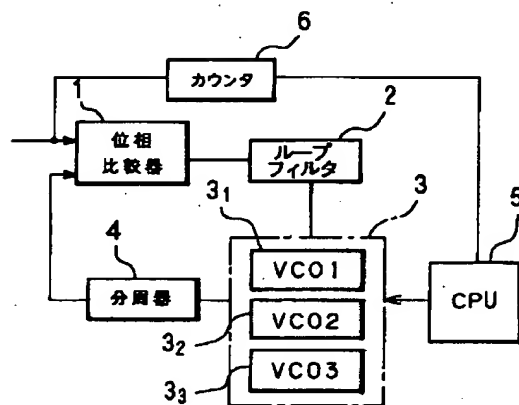 6
カウンタ
1
位相
比較器
2
ループ
フィルタ
3
3₁
VCO1
4
分周器
3₂
VCO2
3₃
VCO3
5
CPU